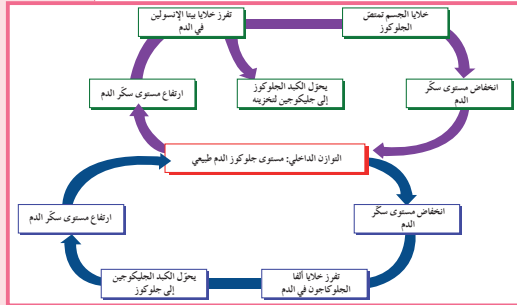 خلايا الجسم تمتصّ
الجلوكوز
تفرز خلايا بيتا الإنسولين
في الدم
انخفاض مستوى سكّر
الدم
يحوّل الكبد الجلوكوز
إلى جليكوجين لتخزينه
ارتفاع مستوى سكّر الدم
التوازن الداخلي: مستوى جلوكوز الدم طبيعي
انخفاض مستوى سكّر
الدم
ارتفاع مستوى سكّر الدم
تفرز خلايا ألفا
الجلوكاجون في الدم
يحوّل الكبد الجليكوجين
إلى جلوكوز